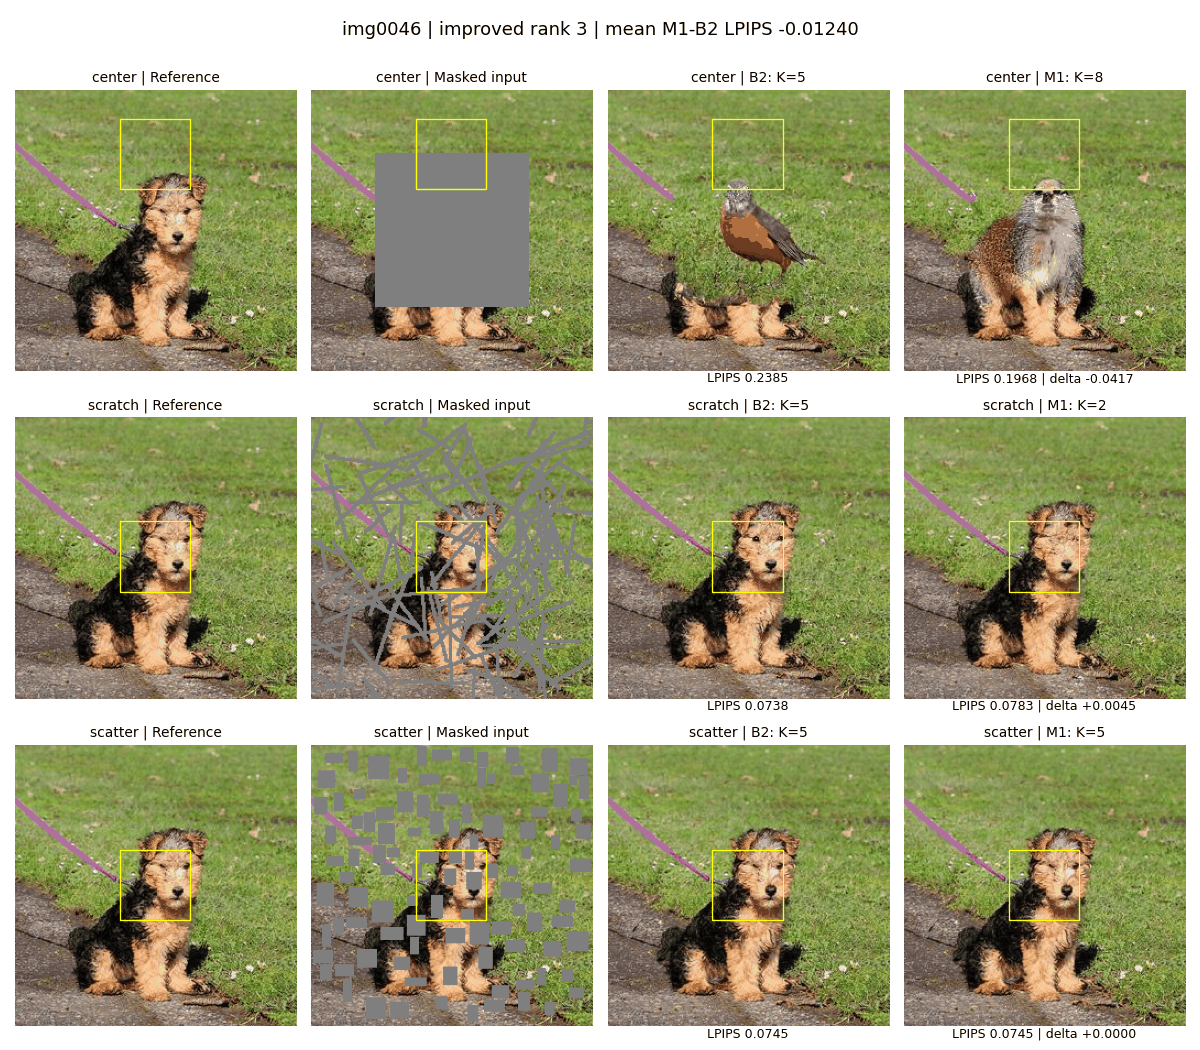 img0046 | improved rank 3 | mean M1-B2 LPIPS -0.01240
center | Reference
center | Masked input
center | B2: K=5
center | M1: K=8
LPIPS 0.2385
LPIPS 0.1968 | delta -0.0417
scratch | Reference
scratch | Masked input
scratch | B2: K=5
scratch | M1: K=2
LPIPS 0.0738
LPIPS 0.0783 | delta +0.0045
scatter | Reference
scatter | Masked input
scatter | B2: K=5
scatter | M1: K=5
LPIPS 0.0745
LPIPS 0.0745 | delta +0.0000